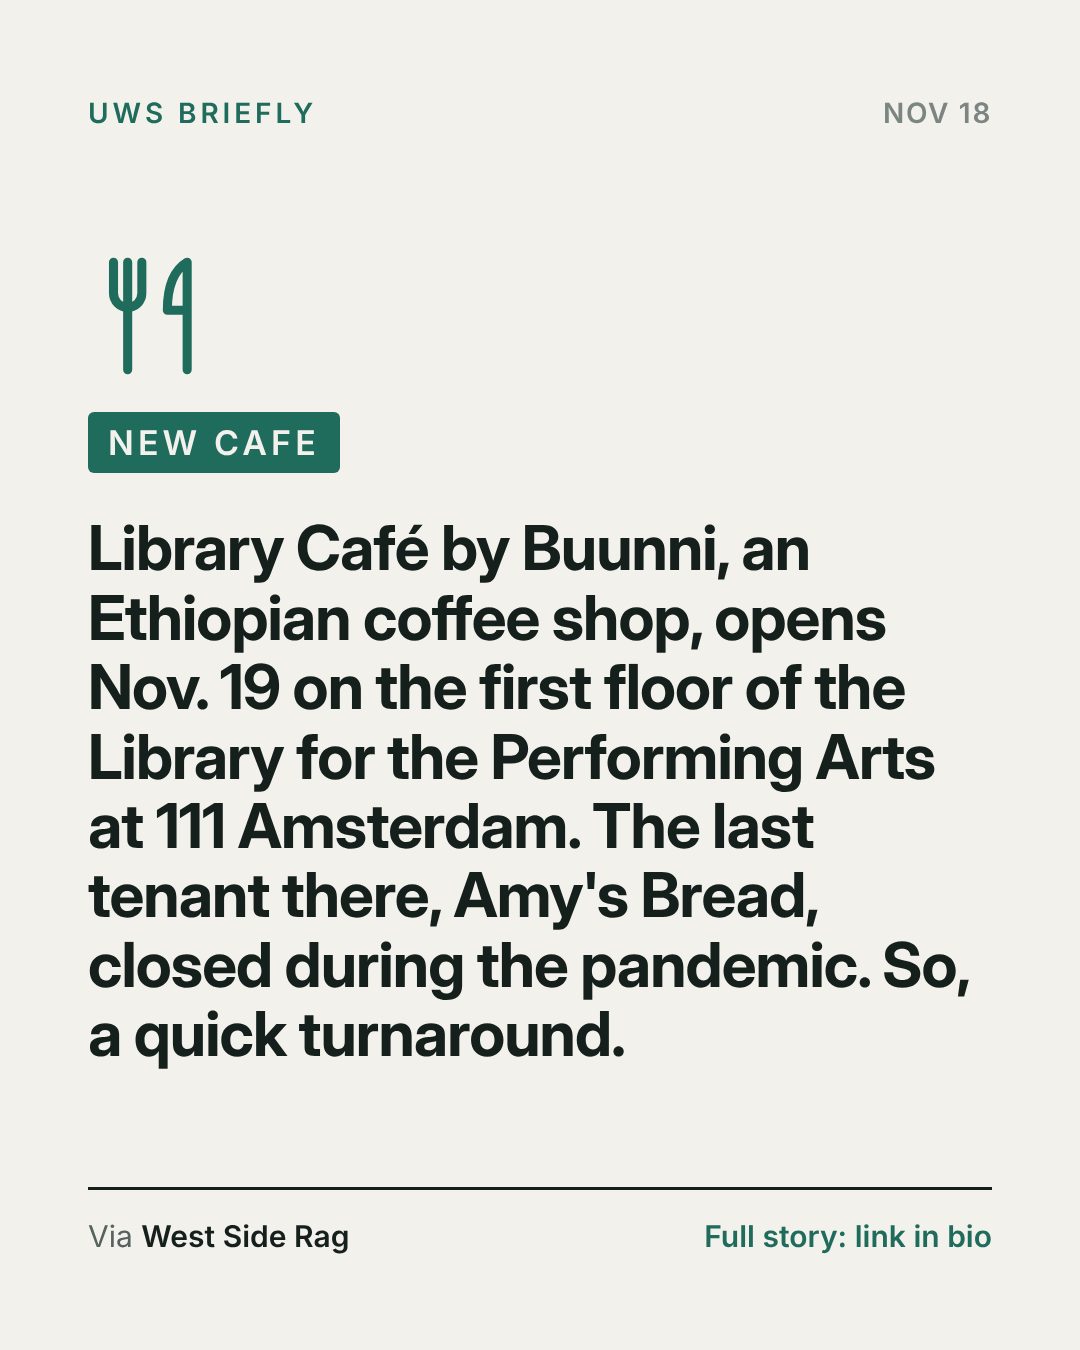 UWS BRIEFLY
NOV 18
NEW CAFE
Library Café by Buunni, an
Ethiopian coffee shop, opens
Nov. 19 on the first floor of the
Library for the Performing Arts
at 111 Amsterdam. The last
tenant there, Amy's Bread,
closed during the pandemic. So,
a quick turnaround.
Via West Side Rag
Full story: link in bio